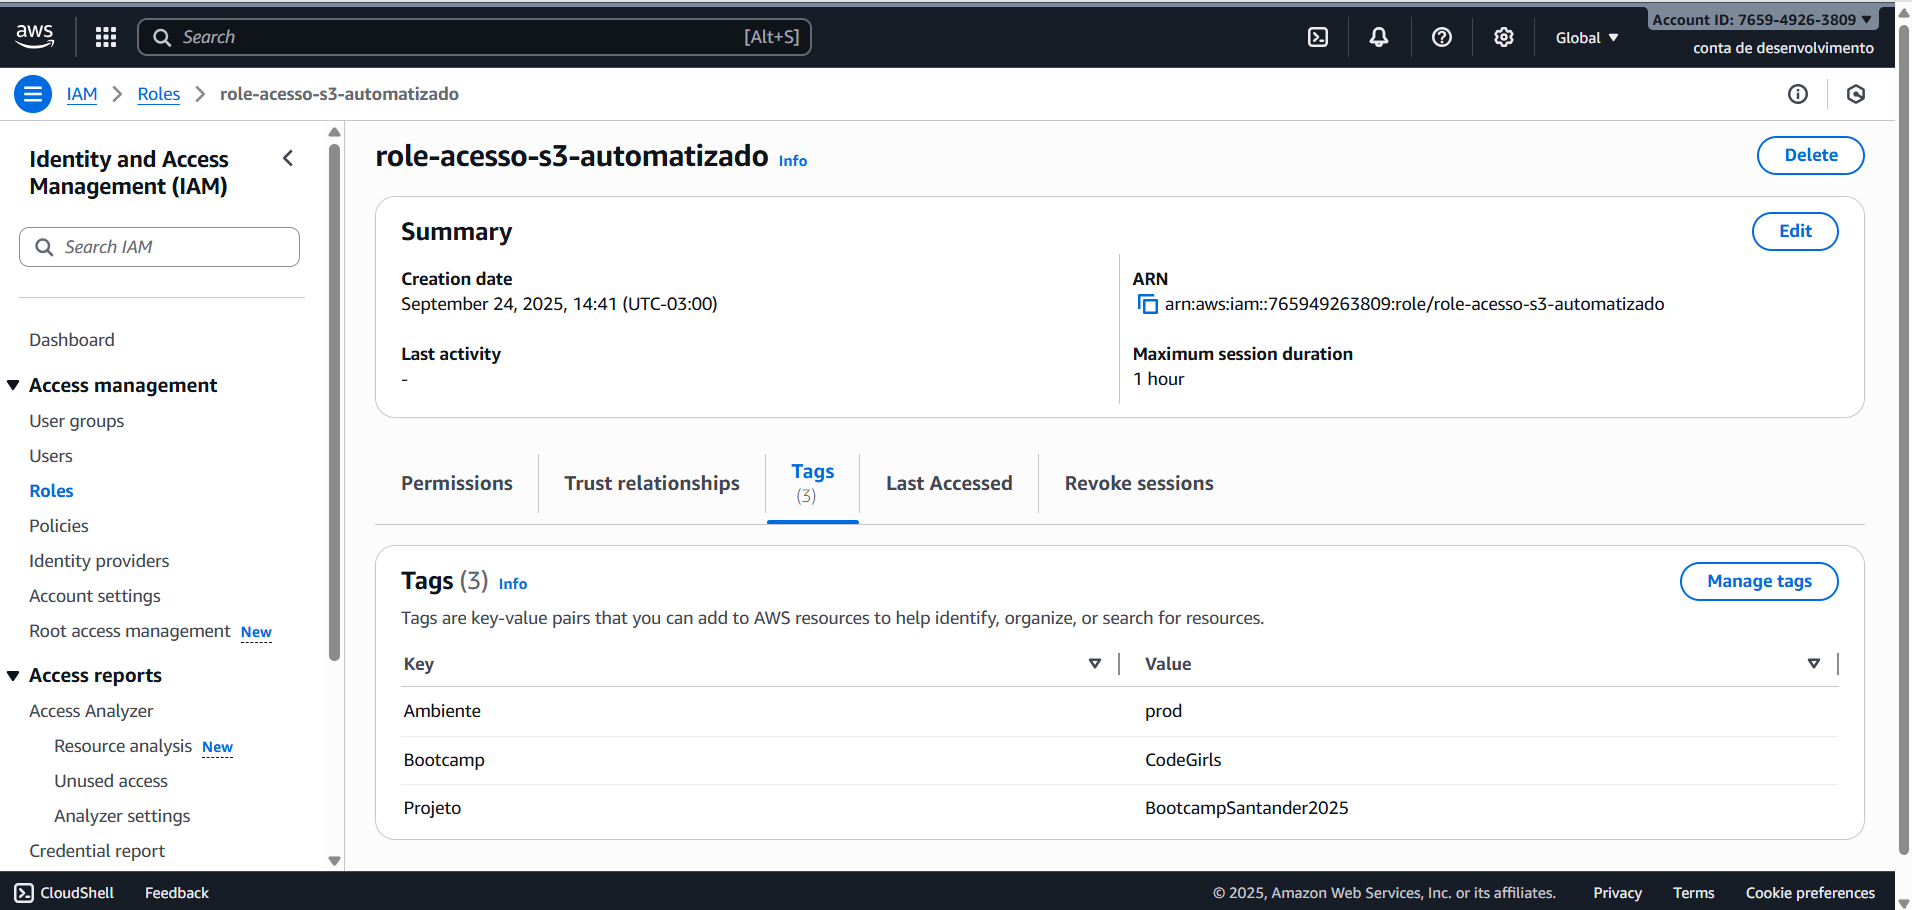 aws
Search
[Alt+S]
Global
Account ID: 7659-4926-3809
conta de desenvolvimento
IAM
Roles
role-acesso-s3-automatizado
Identity and Access
Management (IAM)
Search IAM
Dashboard
Access management
User groups
Users
Roles
Policies
Identity providers
Account settings
Root access management New
Access reports
Access Analyzer
Resource analysis New
Unused access
Analyzer settings
Credential report
role-acesso-s3-automatizado Info
Delete
Summary
Edit
Creation date
September 24, 2025, 14:41 (UTC-03:00)
ARN
arn:aws:iam::765949263809:role/role-acesso-s3-automatizado
Last activity
-
Maximum session duration
1 hour
Permissions
Trust relationships
Tags
(3)
Last Accessed
Revoke sessions
Tags (3) Info
Manage tags
Tags are key-value pairs that you can add to AWS resources to help identify, organize, or search for resources.
Key Value
Ambiente prod
Bootcamp CodeGirls
Projeto BootcampSantander2025
CloudShell Feedback
© 2025, Amazon Web Services, Inc. or its affiliates. Privacy Terms Cookie preferences